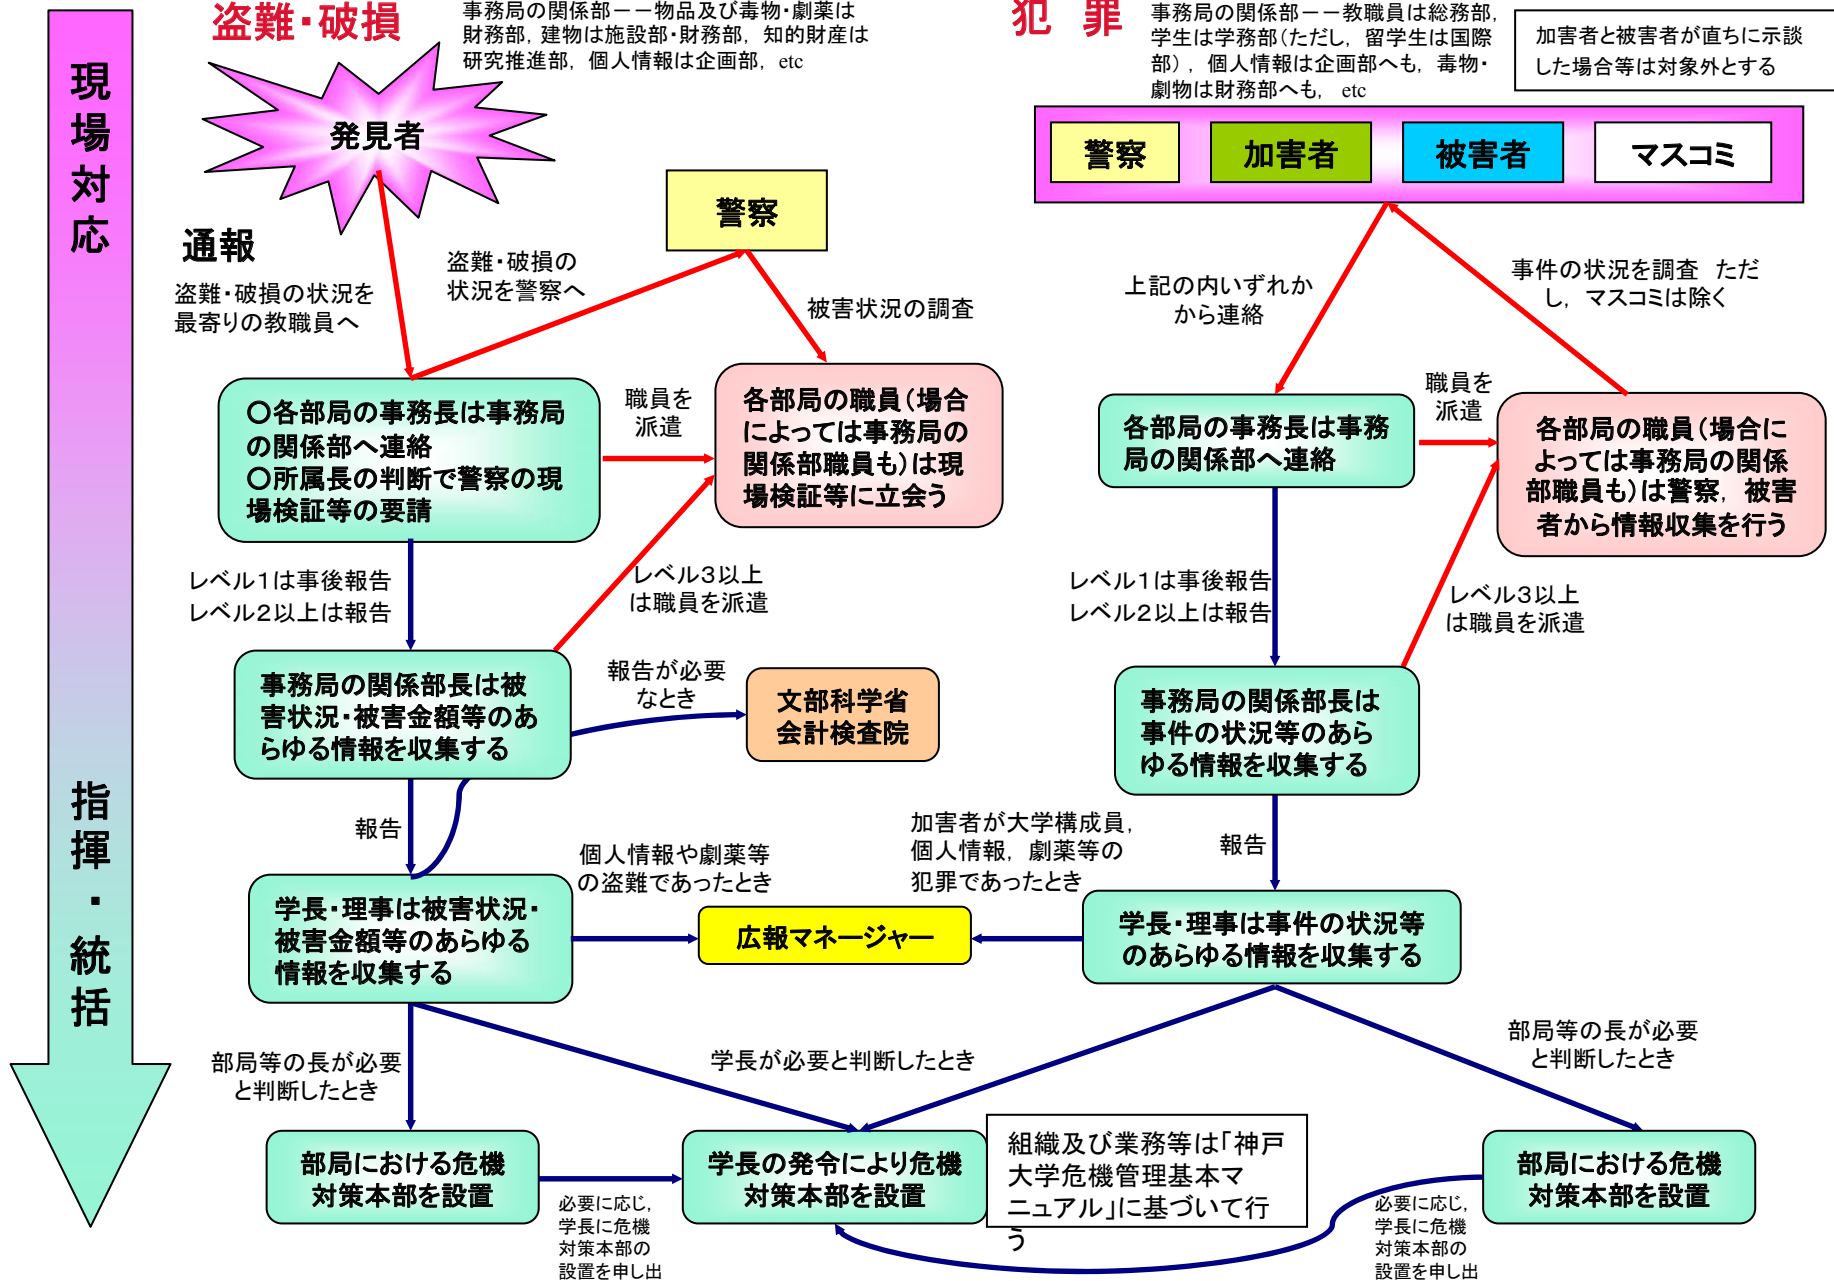 盗難・破損
事務局の関係部ーー物品及び毒物・劇薬は
財務部，建物は施設部・財務部，知的財産は
研究推進部，個人情報は企画部，etc
犯　罪
事務局の関係部ーー教職員は総務部，
学生は学務部（ただし，留学生は国際
部），個人情報は企画部へも，毒物・
劇物は財務部へも，etc
加害者と被害者が直ちに示談
した場合等は対象外とする
現場対応
指揮・統括
発見者
警察
加害者
被害者
マスコミ
警察
通報
盗難・破損の状況を
最寄りの教職員へ
盗難・破損の
状況を警察へ
被害状況の調査
上記の内いずれか
から連絡
事件の状況を調査　ただ
し，マスコミは除く
〇各部局の事務長は事務局
の関係部へ連絡
〇所属長の判断で警察の現
場検証等の要請
職員を
派遣
各部局の職員（場合
によっては事務局の
関係部職員も）は現
場検証等に立会う
各部局の事務長は事務
局の関係部へ連絡
職員を
派遣
各部局の職員（場合に
よっては事務局の関係
部職員も）は警察，被害
者から情報収集を行う
レベル１は事後報告
レベル２以上は報告
レベル３以上
は職員を派遣
レベル１は事後報告
レベル２以上は報告
レベル３以上
は職員を派遣
事務局の関係部長は被
害状況・被害金額等のあ
らゆる情報を収集する
報告が必要
なとき
文部科学省
会計検査院
事務局の関係部長は
事件の状況等のあら
ゆる情報を収集する
報告
個人情報や劇薬等
の盗難であったとき
加害者が大学構成員，
個人情報，劇薬等の
犯罪であったとき
報告
学長・理事は被害状況・
被害金額等のあらゆる
情報を収集する
広報マネージャー
学長・理事は事件の状況等
のあらゆる情報を収集する
部局等の長が必要
と判断したとき
学長が必要と判断したとき
部局等の長が必要
と判断したとき
部局における危機
対策本部を設置
必要に応じ，
学長に危機
対策本部の
設置を申し出
学長の発令により危機
対策本部を設置
組織及び業務等は「神戸
大学危機管理基本マ
ニュアル」に基づいて行
う
部局における危機
対策本部を設置
必要に応じ，
学長に危機
対策本部の
設置を申し出